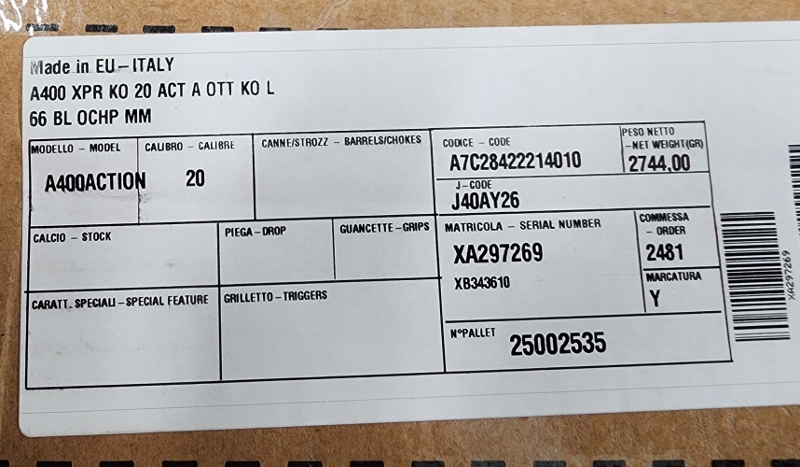 Made in EU-ITALY
A400 XPR KO 20 ACT A OTT KO L
66 BL OCHP MM
MODELLO - MODEL
A400ACTION
CALIBRO - CALIBRE
20
CANNE/STROZZ - BARRELS/CHOKES
CODICE - CODE
A7C28422214010
PESO NETTO
-NET WEIGHT(GR)
2744,00
J-CODE
J40AY26
CALCIO - STOCK
PIEGA-DROP
GUANCETTE-GRIPS
MATRICOLA - SERIAL NUMBER
XA297269
XB343610
COMMESSA
- ORDER
2481
MARCATURA
Y
CARATT. SPECIALI-SPECIAL FEATURE
GRILLETTO-TRIGGERS
N°PALLET
25002535
XA297269